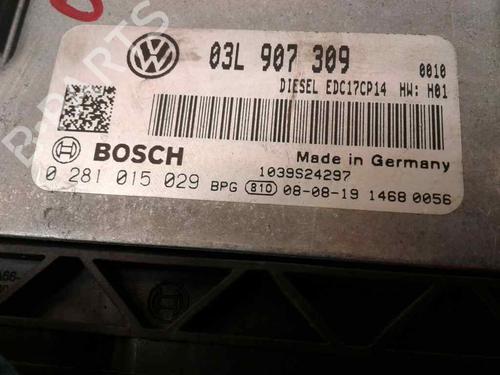 03L 907 309
0010
DIESEL EDC17CP14 HW: H01
BOSCH
Made in Germany
1039S24297
0 281 015 029 BPG 810 08-08-19 1468 0056
BOSCH